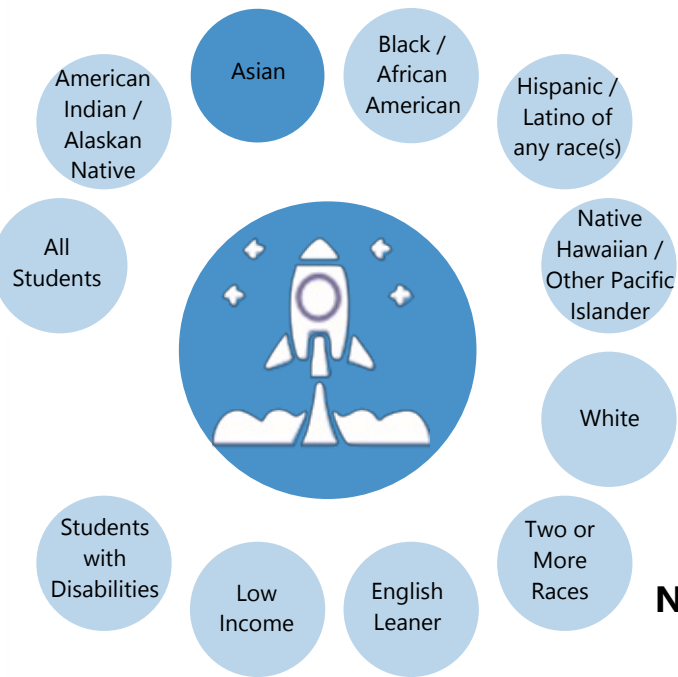 Asian
Black /
African
American
American
Indian /
Alaskan
Native
Hispanic /
Latino of
any race(s)
All
Students
Native
Hawaiian /
Other Pacific
Islander
White
Students
with
Disabilities
Low
Income
English
Leaner
Two or
More
Races
N